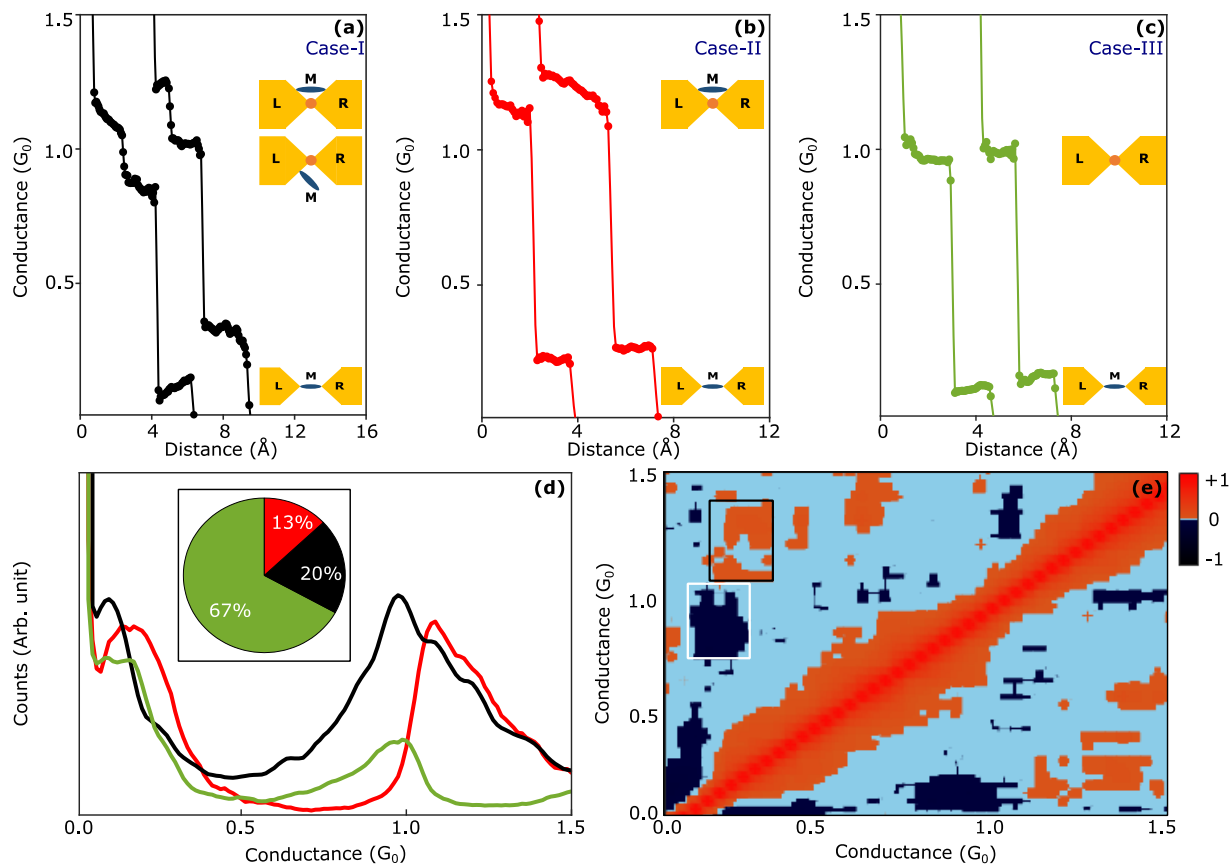 (a)
Case-I
M
L
R
L
R
M
M
L
R
1.5
1.0
0.5
Conductance (G₀)
0
4
8
12
16
Distance (Å)
(b)
Case-II
M
L
R
M
L
R
1.5
1.0
0.5
Conductance (G₀)
0
4
8
12
Distance (Å)
(c)
Case-III
L
R
M
L
R
1.5
1.0
0.5
Conductance (G₀)
0
4
8
12
Distance (Å)
(d)
13%
20%
67%
Counts (Arb. unit)
0.0
0.5
1.0
1.5
Conductance (G₀)
(e)
+1
0
-1
1.5
1.0
0.5
0.0
Conductance (G₀)
0.0
0.5
1.0
1.5
Conductance (G₀)